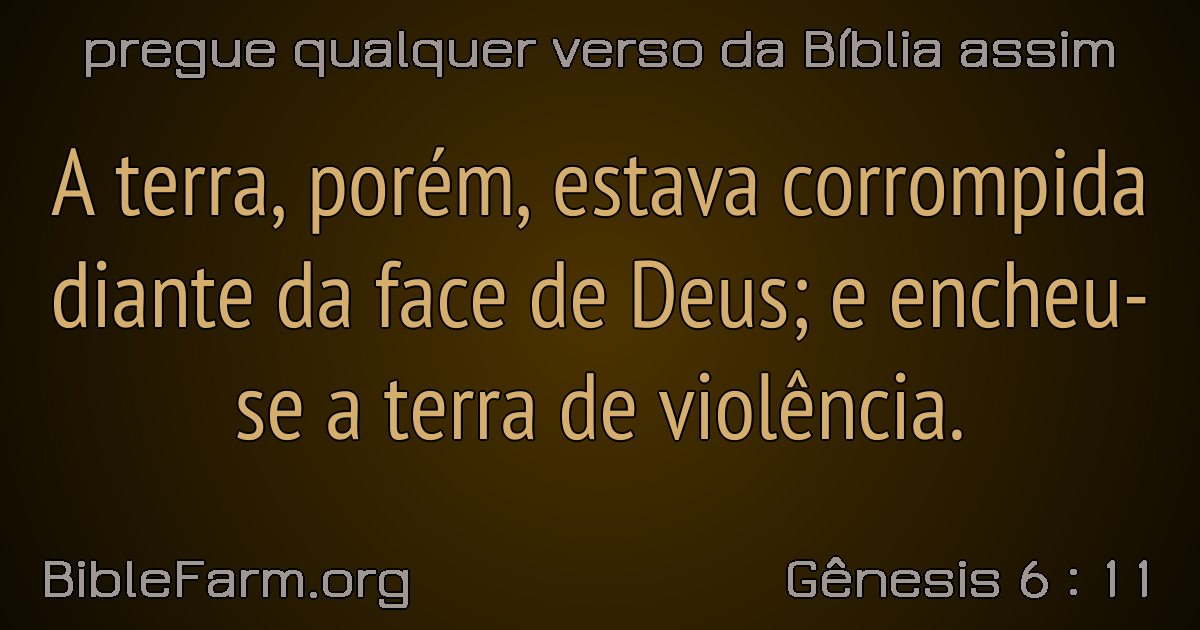 pregue qualquer verso da Bíblia assim
A terra, porém, estava corrompida
diante da face de Deus; e encheu-
se a terra de violência.
BibleFarm.org
Gênesis 6 : 11